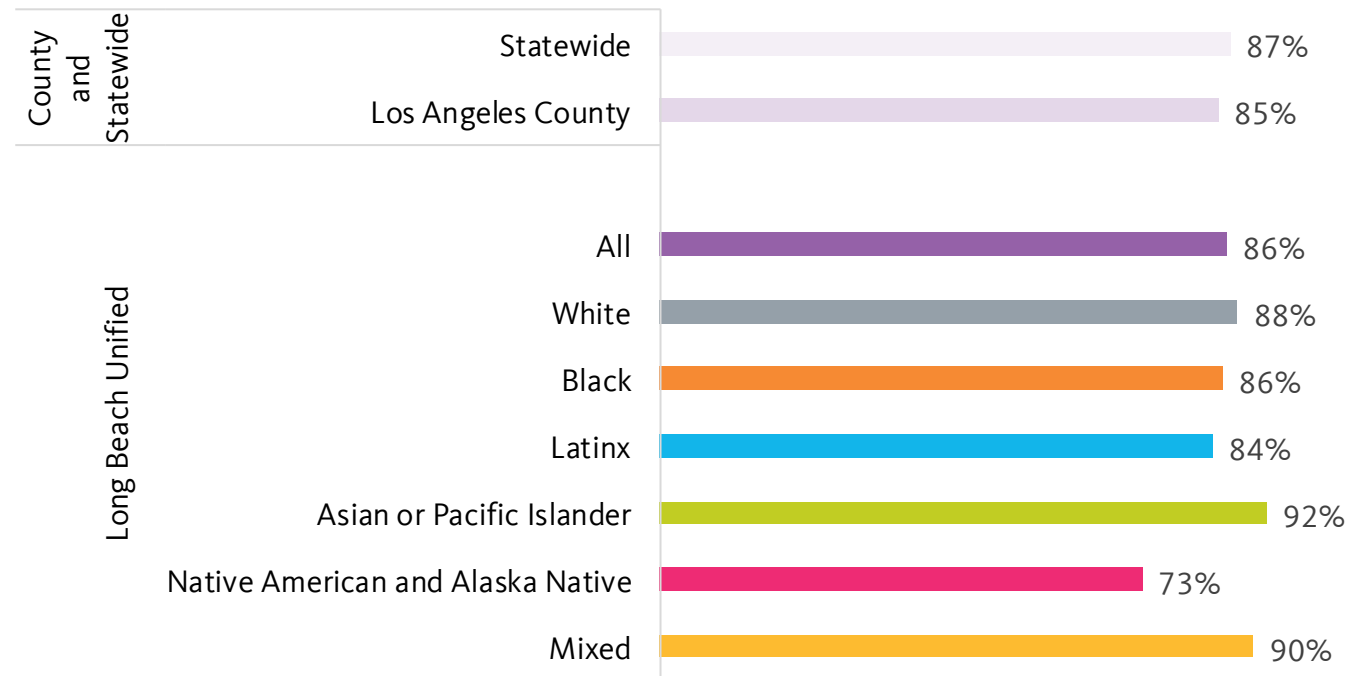 County
and
Statewide
Statewide 87%
Los Angeles County 85%
Long Beach Unified
All 86%
White 88%
Black 86%
Latinx 84%
Asian or Pacific Islander 92%
Native American and Alaska Native 73%
Mixed 90%